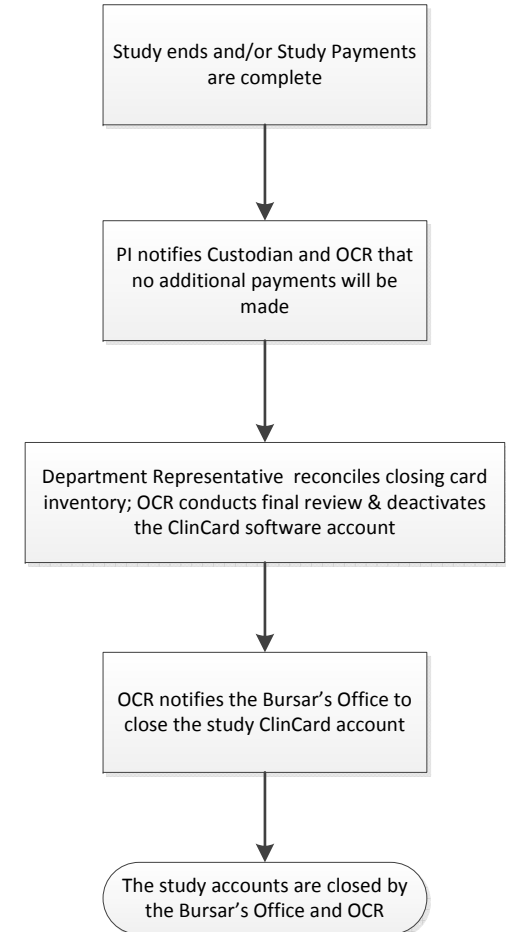 Study ends and/or Study Payments
are complete
PI notifies Custodian and OCR that
no additional payments will be
made
Department Representative  reconciles closing card
inventory; OCR conducts final review & deactivates
the ClinCard software account
OCR notifies the Bursar’s Office to
close the study ClinCard account
The study accounts are closed by
the Bursar’s Office and OCR